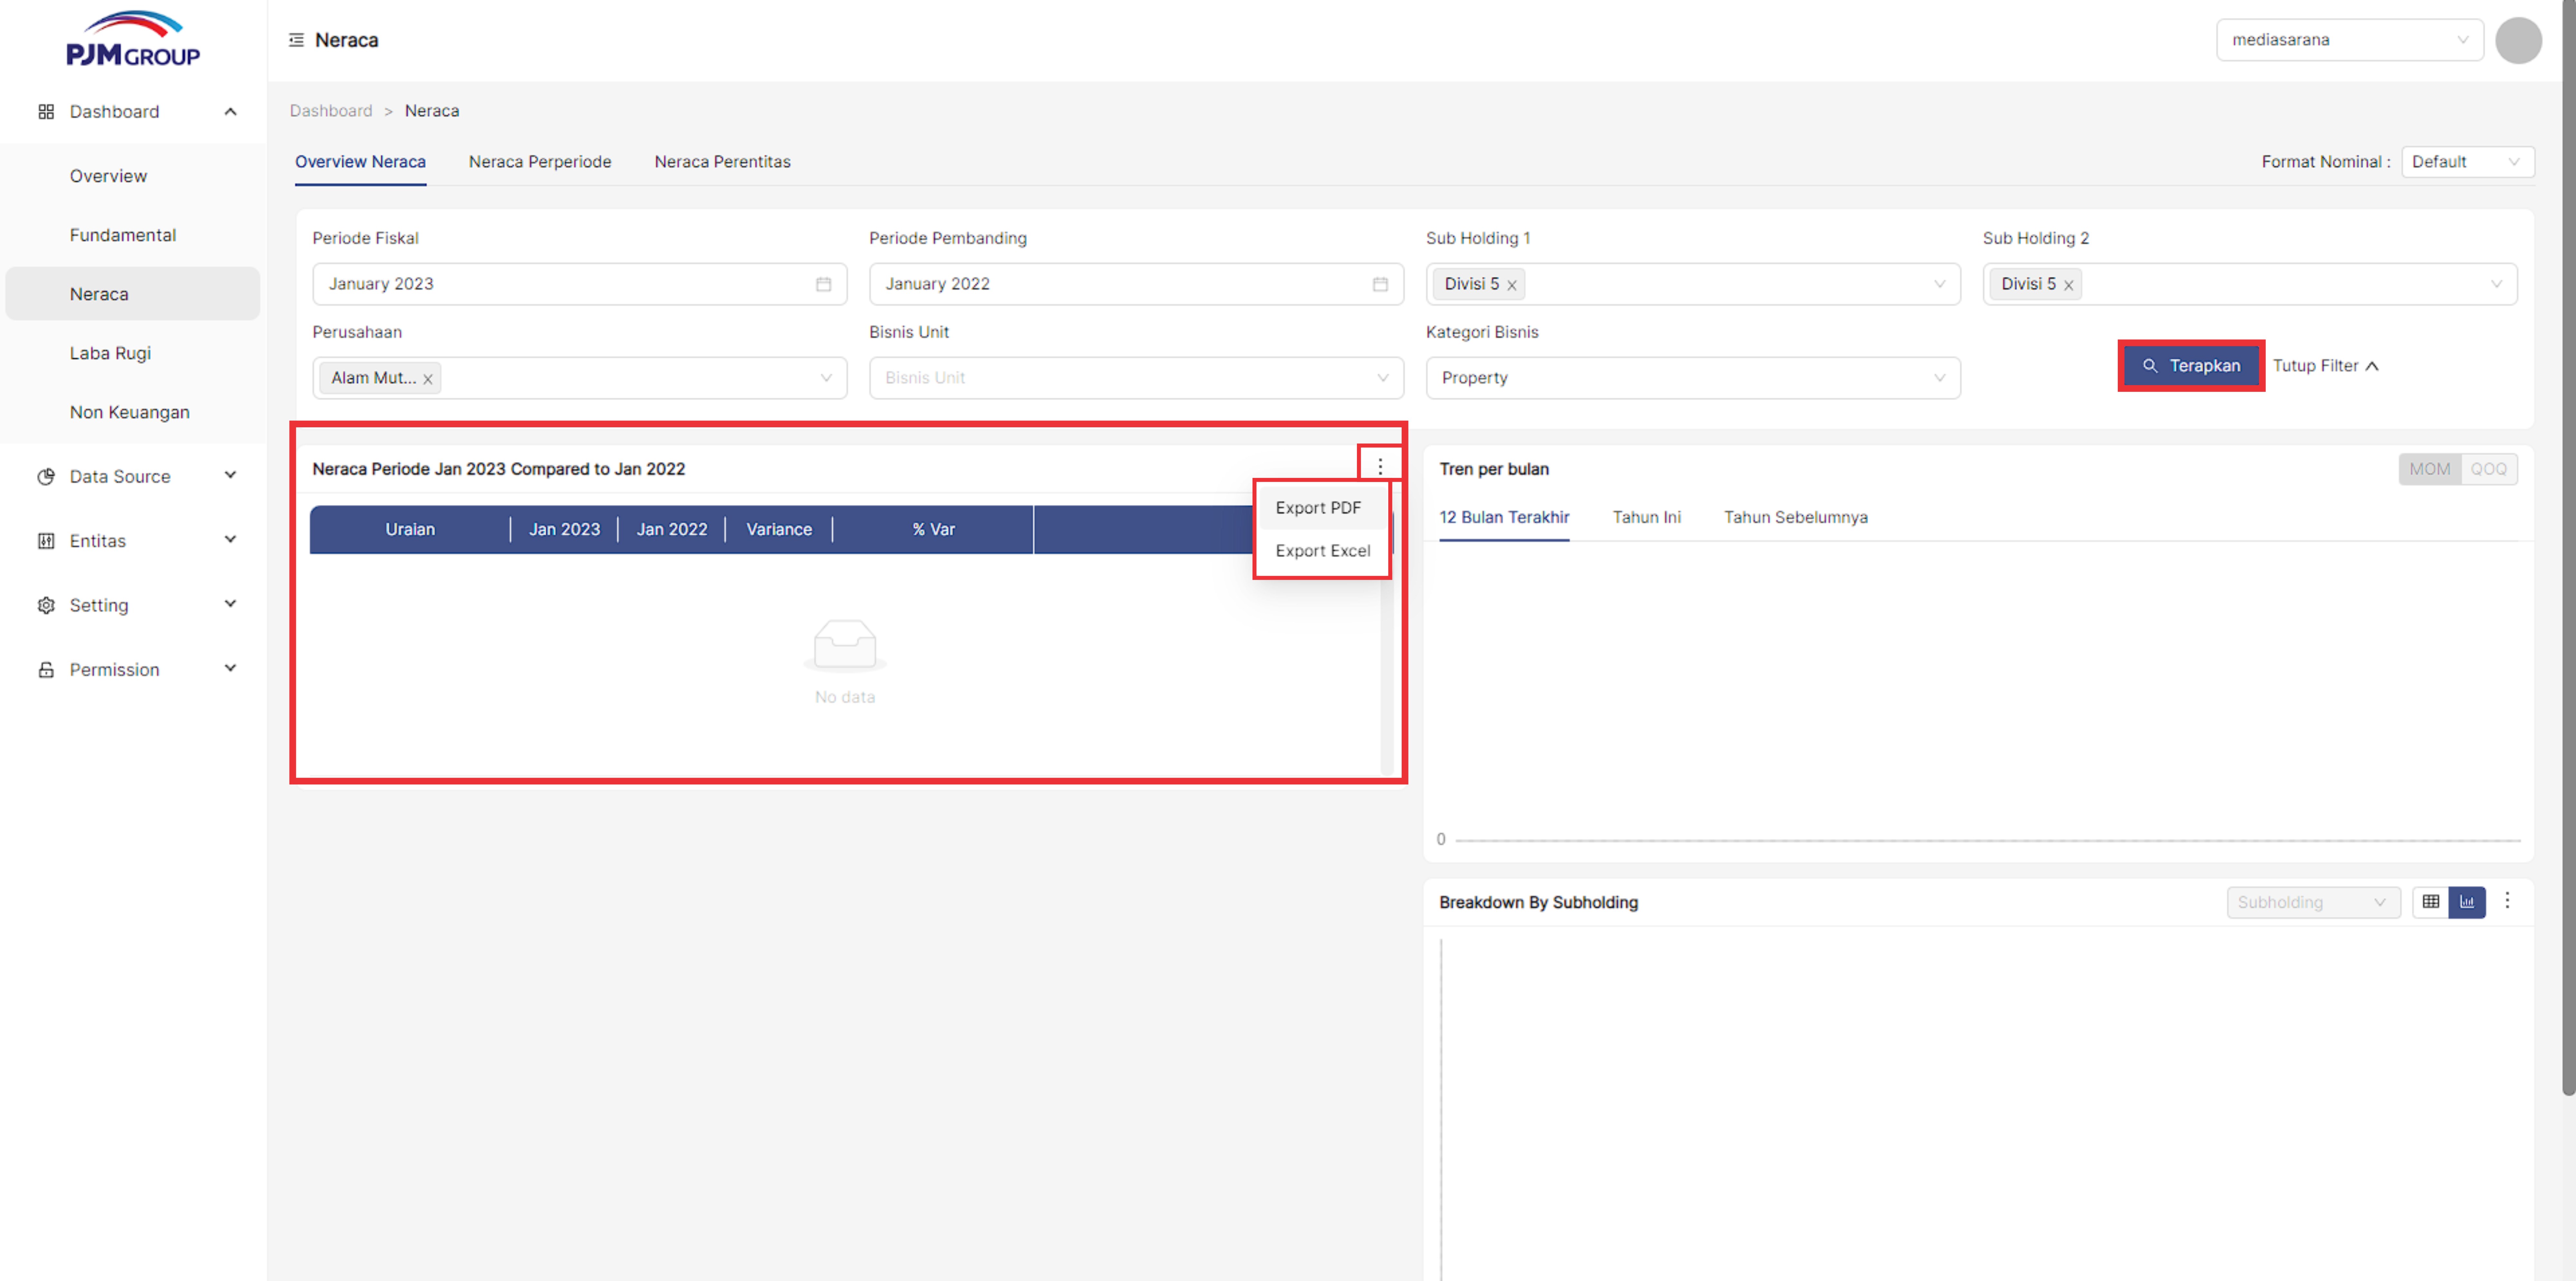 PJM GROUP
Neraca
mediasarana
Dashboard
Overview
Fundamental
Neraca
Laba Rugi
Non Keuangan
Data Source
Entitas
Setting
Permission
Dashboard > Neraca
Overview Neraca Neraca Perperiode Neraca Perentitas
Format Nominal : Default
Periode Fiskal Periode Pembanding Sub Holding 1 Sub Holding 2
January 2023 January 2022 Divisi 5 Divisi 5
Perusahaan Bisnis Unit Kategori Bisnis
Alam Mut... Bisnis Unit Property
Terapkan Tutup Filter
Neraca Periode Jan 2023 Compared to Jan 2022
Export PDF
Export Excel
Uraian Jan 2023 Jan 2022 Variance % Var
No data
Tren per bulan
MOM QOQ
12 Bulan Terakhir Tahun Ini Tahun Sebelumnya
0
Breakdown By Subholding
Subholding